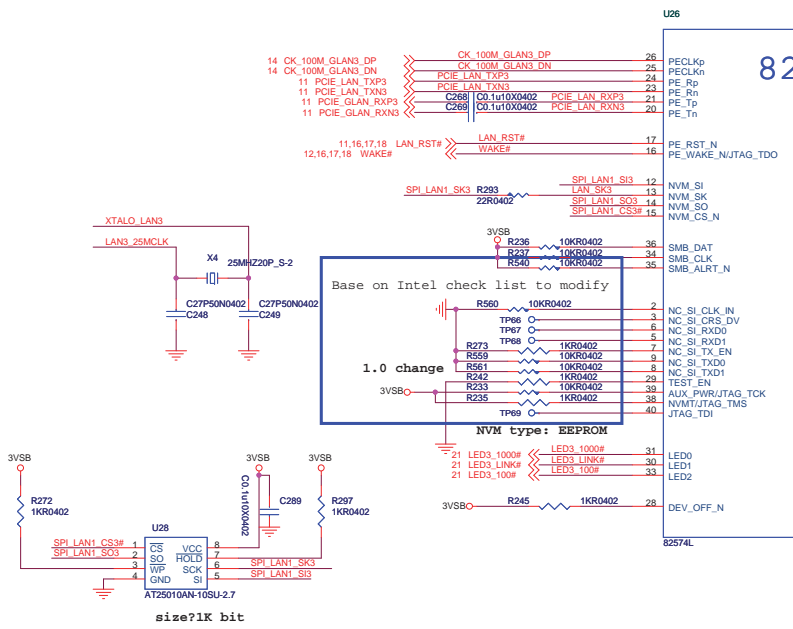 U26
82
14 CK_100M_GLAN3_DP CK_100M_GLAN3_DP 26 PECLKp
14 CK_100M_GLAN3_DN CK_100M_GLAN3_DN 25 PECLKn
11 PCIE_LAN_TXP3 PCIE_LAN_TXP3 24 PE_Rp
11 PCIE_LAN_TXN3 PCIE_LAN_TXN3 23 PE_Rn
11 PCIE_GLAN_RXP3 C268 C0.1u10X0402 PCIE_LAN_RXP3 21 PE_Tp
11 PCIE_GLAN_RXN3 C269 C0.1u10X0402 PCIE_LAN_RXN3 20 PE_Tn
11,16,17,18 LAN_RST# LAN_RST# 17 PE_RST_N
12,16,17,18 WAKE# WAKE# 16 PE_WAKE_N/JTAG_TDO
SPI_LAN1_SI3 12 NVM_SI
SPI_LAN1_SK3 R293 22R0402 LAN_SK3 13 NVM_SK
SPI_LAN1_SO3 14 NVM_SO
SPI_LAN1_CS3# 15 NVM_CS_N
XTALO_LAN3
LAN3_25MCLK
X4
25MHZ20P_S-2
C27P50N0402
C248
C27P50N0402
C249
3VSB
R236 10KR0402 36 SMB_DAT
R237 10KR0402 34 SMB_CLK
R540 10KR0402 35 SMB_ALRT_N
Base on Intel check list to modify
R560 10KR0402 2 NC_SI_CLK_IN
TP66 3 NC_SI_CRS_DV
TP67 6 NC_SI_RXD0
TP68 5 NC_SI_RXD1
R273 1KR0402 7 NC_SI_TX_EN
R559 10KR0402 9 NC_SI_TXD0
1.0 change
R561 10KR0402 8 NC_SI_TXD1
R242 1KR0402 29 TEST_EN
3VSB R233 10KR0402 39 AUX_PWR/JTAG_TCK
R235 1KR0402 38 NVMT/JTAG_TMS
TP69 40 JTAG_TDI
NVM type: EEPROM
21 LED3_1000# LED3_1000# 31 LED0
21 LED3_LINK# LED3_LINK# 30 LED1
21 LED3_100# LED3_100# 33 LED2
3VSB R245 1KR0402 28 DEV_OFF_N
82574L
3VSB
R272
1KR0402
3VSB
C0.1u10X0402
C289
3VSB
R297
1KR0402
U28
SPI_LAN1_CS3# 1 CS VCC 8
SPI_LAN1_SO3 2 SO HOLD 7
3 WP SCK 6 SPI_LAN1_SK3
4 GND SI 5 SPI_LAN1_SI3
AT25010AN-10SU-2.7
size?1K bit